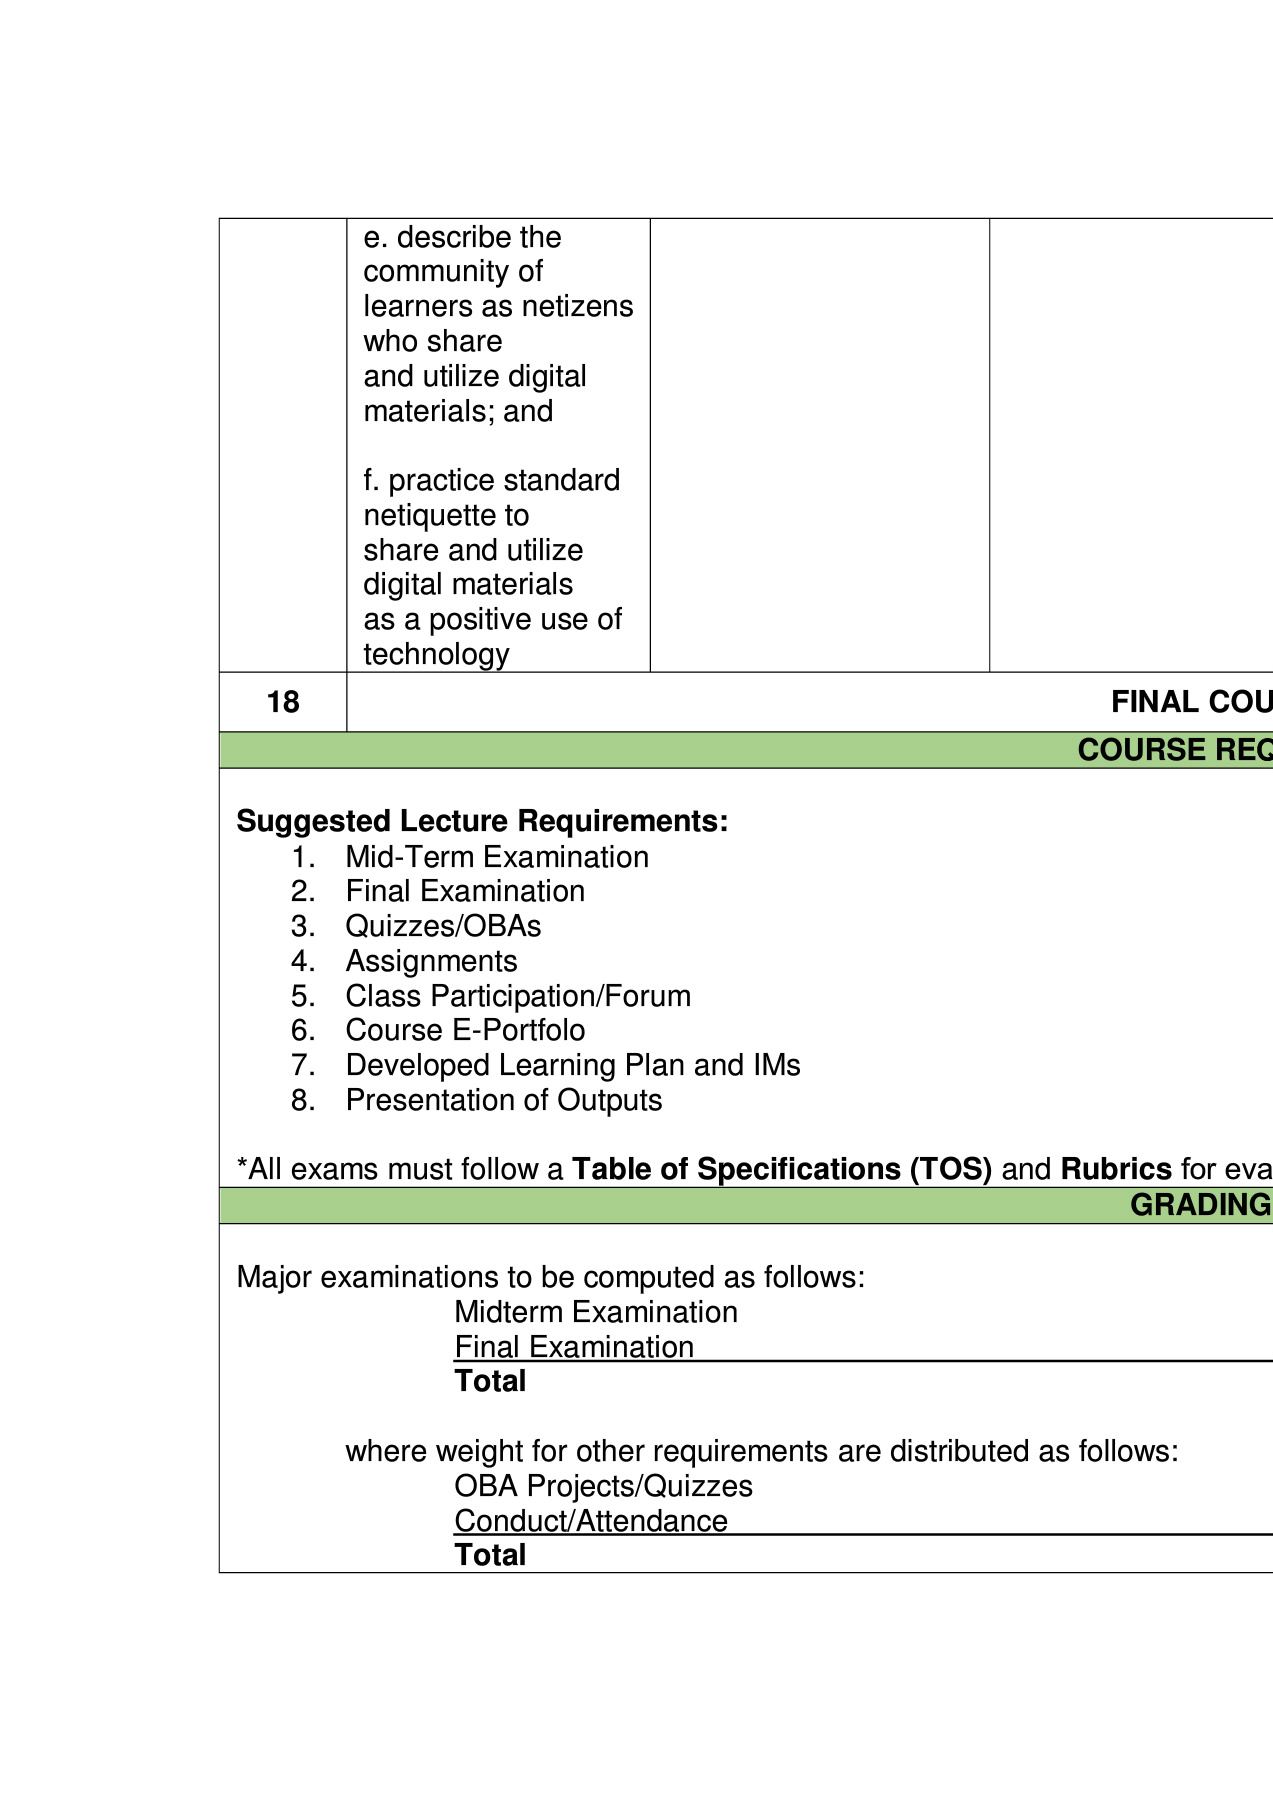 e. describe the
community of
learners as netizens
who share
and utilize digital
materials; and
f. practice standard
netiquette to
share and utilize
digital materials
as a positive use of
technology
18 FINAL COU
COURSE REQ
Suggested Lecture Requirements:
1. Mid-Term Examination
2. Final Examination
3. Quizzes/OBAs
4. Assignments
5. Class Participation/Forum
6. Course E-Portfolo
7. Developed Learning Plan and IMs
8. Presentation of Outputs
*All exams must follow a Table of Specifications (TOS) and Rubrics for eva
GRADING
Major examinations to be computed as follows:
Midterm Examination
Final Examination
Total
where weight for other requirements are distributed as follows:
OBA Projects/Quizzes
Conduct/Attendance
Total